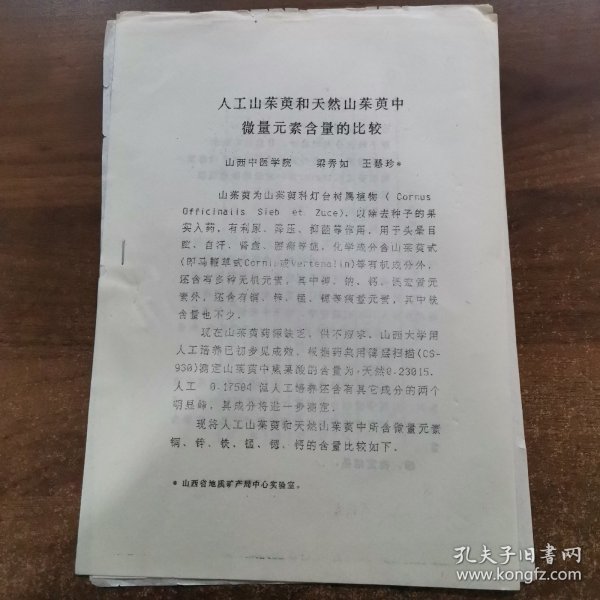 人工山茱萸和天然山茱萸中
微量元素含量的比较
山西中医学院 梁秀如 王慧珍*
山茱萸为山茱萸科灯台树属植物（Cornus
Officinalis Sieb et. Zucc），以除去种子的果
实入药，有利尿、降压、抑菌等作用，用于头晕目
眩、自汗、肾虚、腰痛等症，化学成分含山茱萸甙
(即马鞭草甙Cornin或Vertenalin)等有机成分外，
还含有多种无机元素，其中钾、钠、钙、镁宏量元
素外，还含有铜、锌、锰、锶等微量元素，其中铁
含量也不少。
现在山茱萸药源缺乏，供不应求，山西大学用
人工培养已初步见成效，根据药典用薄层扫描(CS-
930)测定山茱萸中熊果酸的含量为，天然0.23015，
人工 0.17504 但人工培养还含有其它成分的两个
明显峰，其成分将进一步测定。
现将人工山茱萸和天然山茱萸中所含微量元素
铜、锌、铁、锰、锶、钙的含量比较如下.
* 山西省地质矿产局中心实验室。
孔夫子旧书网
www.kongfz.com